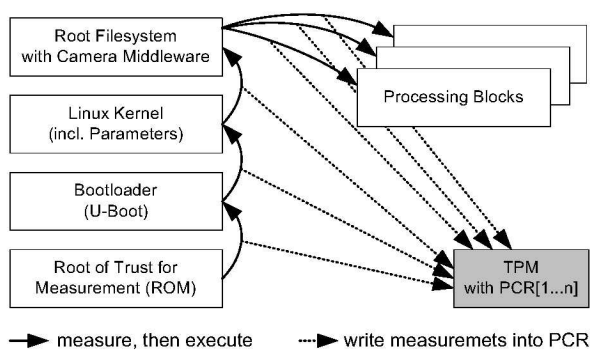 Root Filesystem
with Camera Middleware
Processing Blocks
Linux Kernel
(incl. Parameters)
Bootloader
(U-Boot)
Root of Trust for
Measurement (ROM)
TPM
with PCR[1...n]
measure, then execute
write measuremets into PCR